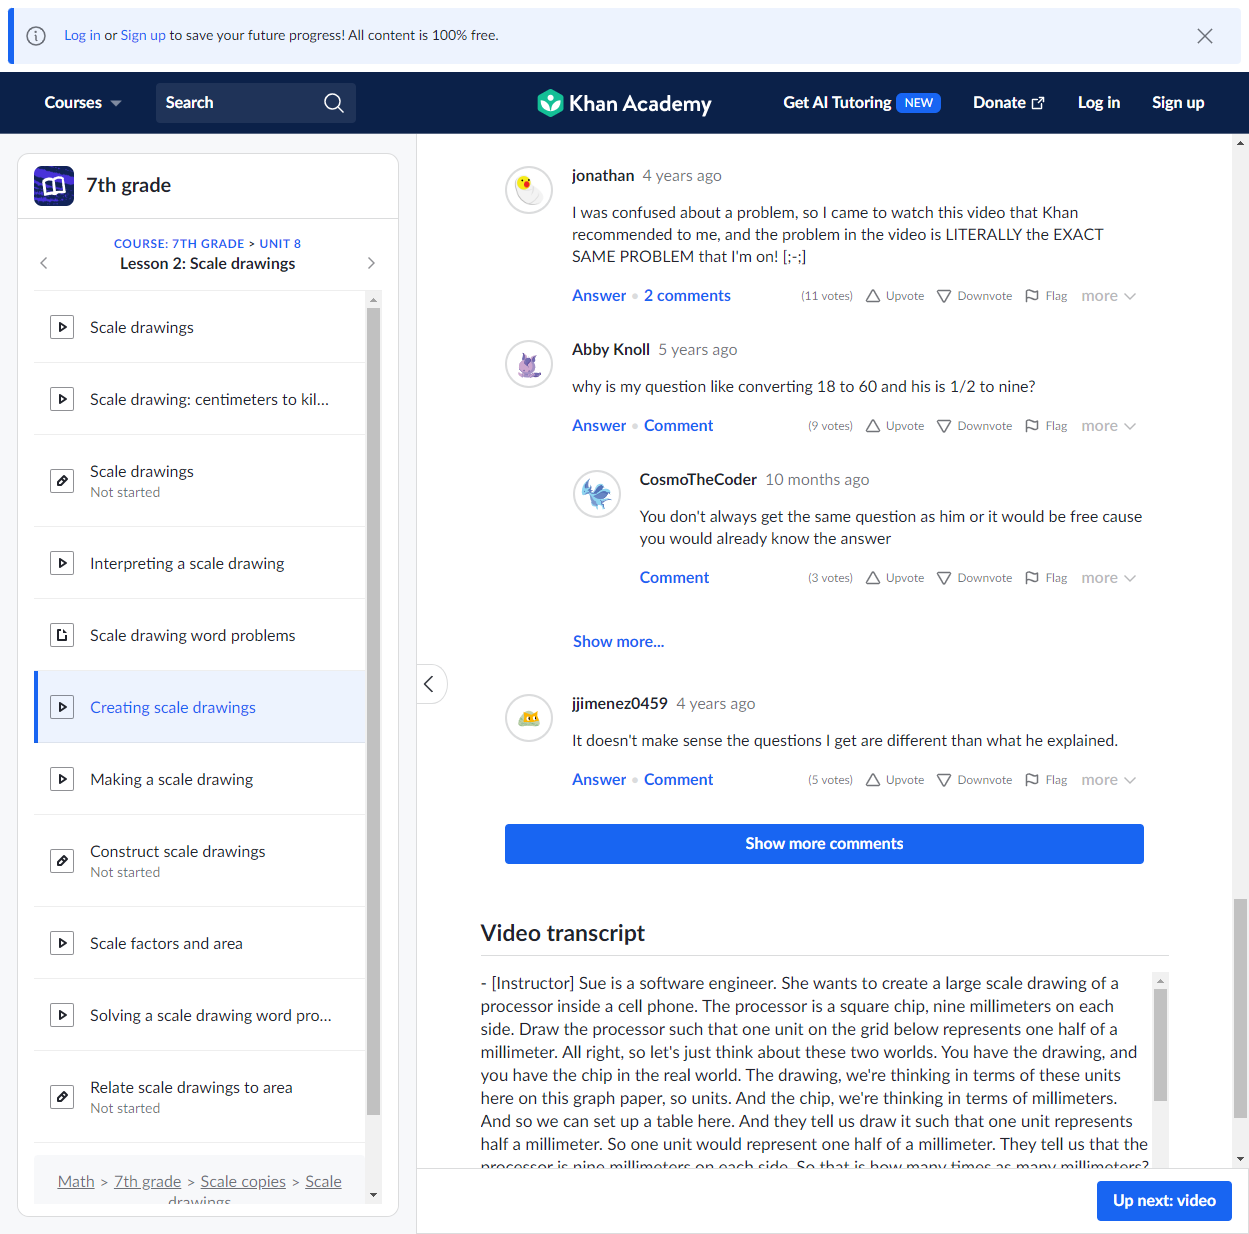 Log in or Sign up to save your future progress! All content is 100% free.
Courses
Search
Khan Academy
Get AI Tutoring NEW
Donate
Log in
Sign up
7th grade
COURSE: 7TH GRADE > UNIT 8
Lesson 2: Scale drawings
Scale drawings
Scale drawing: centimeters to kil...
Scale drawings
Not started
Interpreting a scale drawing
Scale drawing word problems
Creating scale drawings
Making a scale drawing
Construct scale drawings
Not started
Scale factors and area
Solving a scale drawing word pro...
Relate scale drawings to area
Not started
Math > 7th grade > Scale copies > Scale
drawings
jonathan 4 years ago
I was confused about a problem, so I came to watch this video that Khan
recommended to me, and the problem in the video is LITERALLY the EXACT
SAME PROBLEM that I'm on! [;-;]
Answer • 2 comments (11 votes) Upvote Downvote Flag more
Abby Knoll 5 years ago
why is my question like converting 18 to 60 and his is 1/2 to nine?
Answer • Comment (9 votes) Upvote Downvote Flag more
CosmoTheCoder 10 months ago
You don't always get the same question as him or it would be free cause
you would already know the answer
Comment (3 votes) Upvote Downvote Flag more
Show more...
jjimenez0459 4 years ago
It doesn't make sense the questions I get are different than what he explained.
Answer • Comment (5 votes) Upvote Downvote Flag more
Show more comments
Video transcript
- [Instructor] Sue is a software engineer. She wants to create a large scale drawing of a
processor inside a cell phone. The processor is a square chip, nine millimeters on each
side. Draw the processor such that one unit on the grid below represents one half of a
millimeter. All right, so let's just think about these two worlds. You have the drawing, and
you have the chip in the real world. The drawing, we're thinking in terms of these units
here on this graph paper, so units. And the chip, we're thinking in terms of millimeters.
And so we can set up a table here. And they tell us draw it such that one unit represents
half a millimeter. So one unit would represent one half of a millimeter. They tell us that the
processor is nine millimeters on each side. So that is how many times as many millimeters?
Up next: video